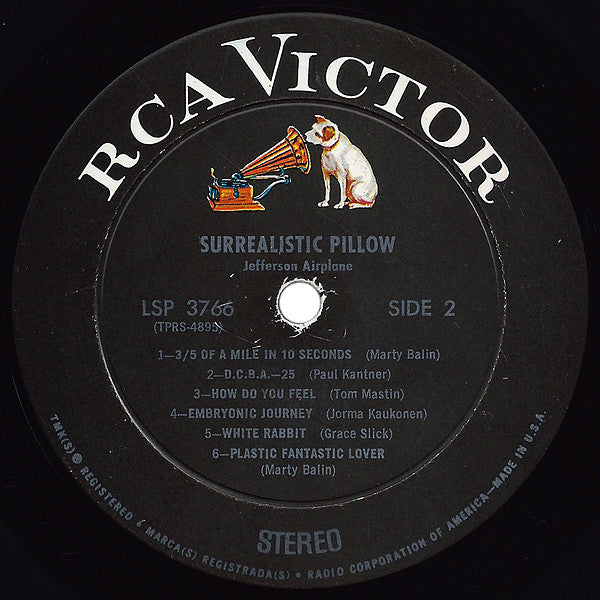 RCA VICTOR
SURREALISTIC PILLOW
Jefferson Airplane
LSP 3766
SIDE 2
(TPRS-4895)
1—3/5 OF A MILE IN 10 SECONDS (Marty Balin)
2—D.C.B.A.—25 (Paul Kantner)
3—HOW DO YOU FEEL (Tom Mastin)
4—EMBRYONIC JOURNEY (Jorma Kaukonen)
5—WHITE RABBIT (Grace Slick)
6—PLASTIC FANTASTIC LOVER
(Marty Balin)
STEREO
TMK(S) ® REGISTERED • MARCA(S) REGISTRADA(S) • RADIO CORPORATION OF AMERICA—MADE IN U.S.A.